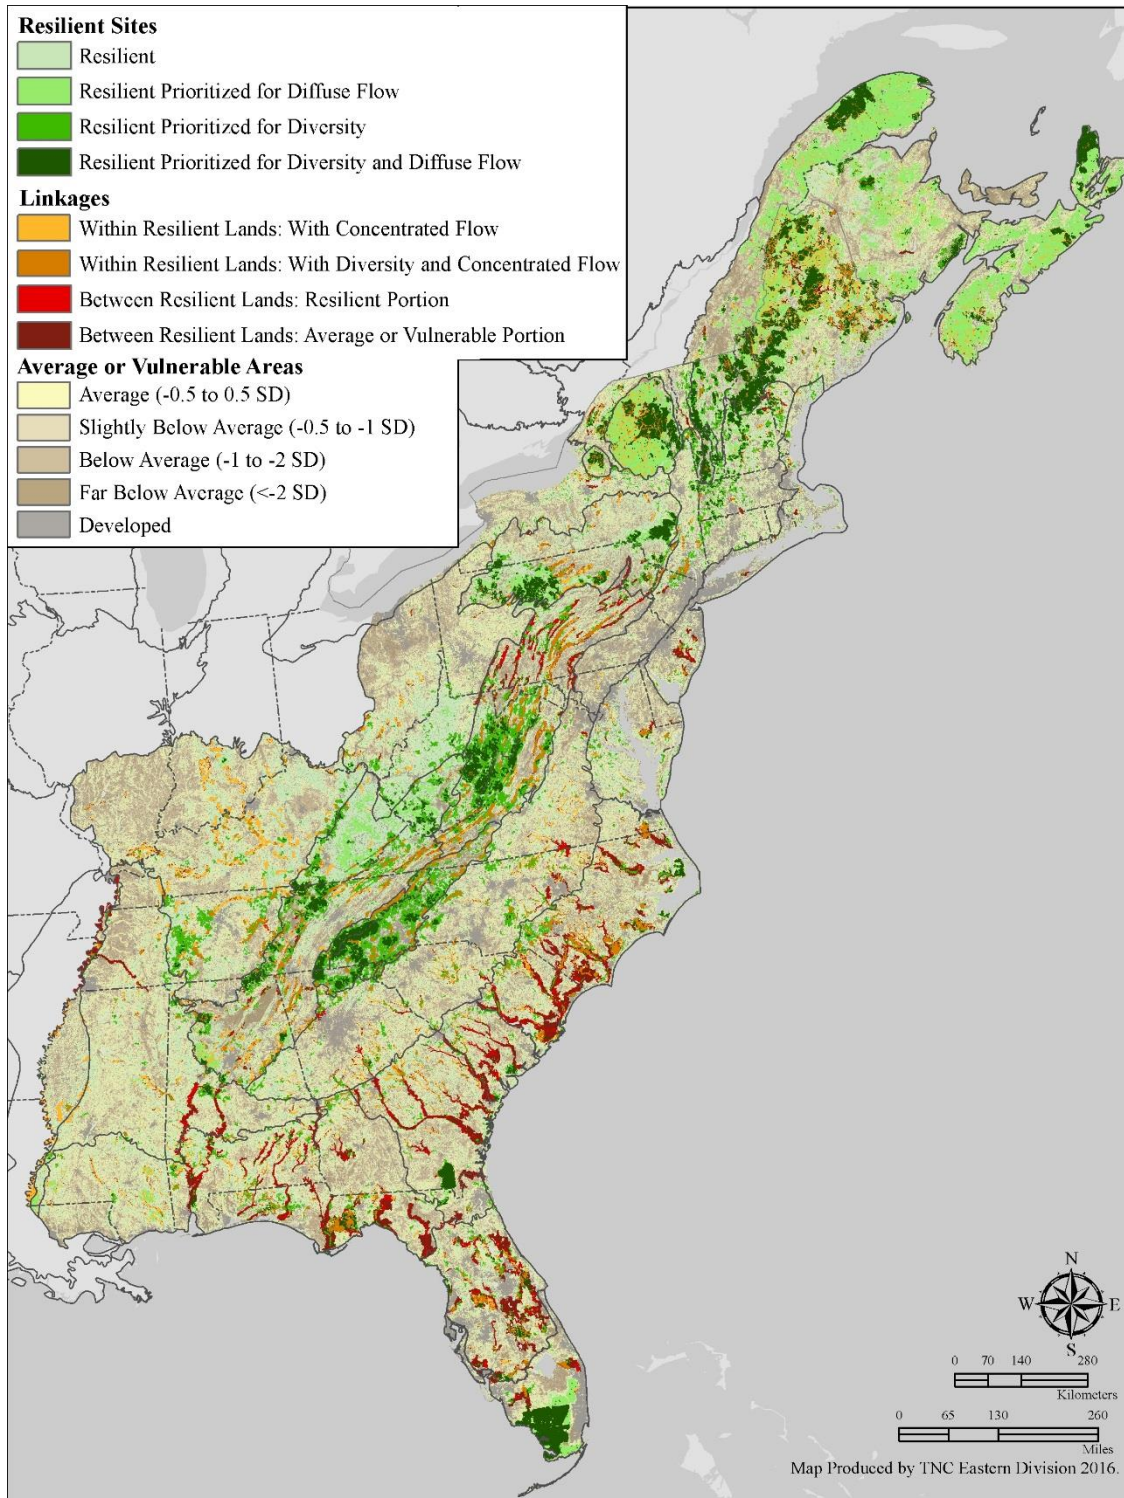 Resilient Sites
Resilient
Resilient Prioritized for Diffuse Flow
Resilient Prioritized for Diversity
Resilient Prioritized for Diversity and Diffuse Flow
Linkages
Within Resilient Lands: With Concentrated Flow
Within Resilient Lands: With Diversity and Concentrated Flow
Between Resilient Lands: Resilient Portion
Between Resilient Lands: Average or Vulnerable Portion
Average or Vulnerable Areas
Average (-0.5 to 0.5 SD)
Slightly Below Average (-0.5 to -1 SD)
Below Average (-1 to -2 SD)
Far Below Average (<-2 SD)
Developed
N
W E
S
0 70 140 280
Kilometers
0 65 130 260
Miles
Map Produced by TNC Eastern Division 2016.